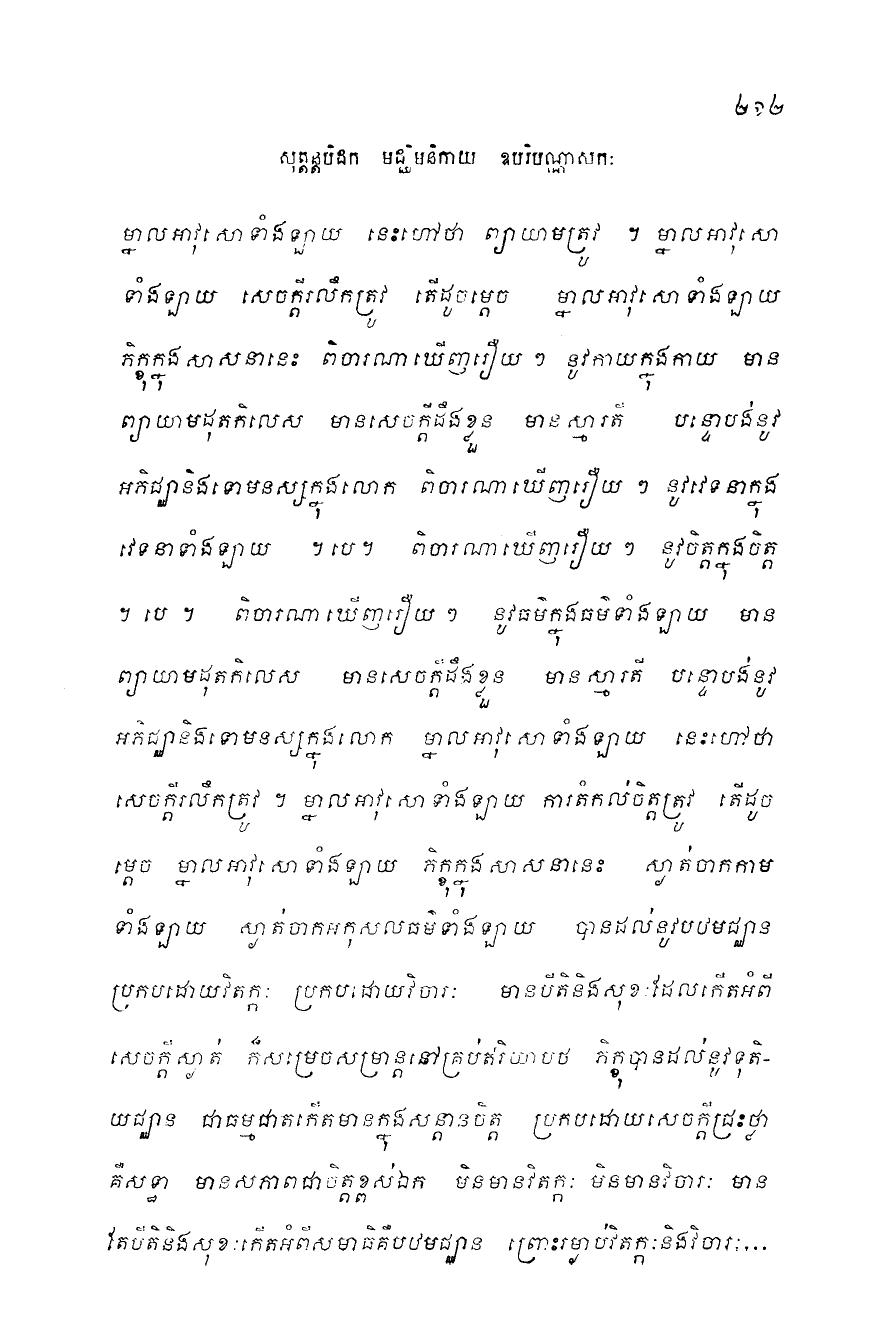 ២១២
សុត្តន្តបិដក មជ្ឈិមនិកាយ ឧបរិបណ្ណាសកៈ
ម្នាលអាវុសោទាំងឡាយ នេះហៅថា ព្យាយាមត្រូវ ។ ម្នាលអាវុសោ
ទាំងឡាយ សេចក្តីរលឹកត្រូវ តើដូចម្តេច ម្នាលអាវុសោទាំងឡាយ
ភិក្ខុក្នុងសាសនានេះ ពិចារណាឃើញរឿយ ៗ នូវកាយក្នុងកាយ មាន
ព្យាយាមដុតកិលេស មានសេចក្តីដឹងខ្លួន មានស្មារតី បន្ទោបង់នូវ
អភិជ្ឈានិងទោមនស្សក្នុងលោក ពិចារណាឃើញរឿយ ៗ នូវវេទនាក្នុង
វេទនាទាំងឡាយ ។បេ។ ពិចារណាឃើញរឿយ ៗ នូវចិត្តក្នុងចិត្ត
។ បេ ។ ពិចារណាឃើញរឿយ ៗ នូវធម៌ក្នុងធម៌ទាំងឡាយ មាន
ព្យាយាមដុតកិលេស មានសេចក្តីដឹងខ្លួន មានស្មារតី បន្ទោបង់នូវ
អភិជ្ឈានិងទោមនស្សក្នុងលោក ម្នាលអាវុសោទាំងឡាយ នេះហៅថា
សេចក្តីរលឹកត្រូវ ។ ម្នាលអាវុសោទាំងឡាយ ការតំកល់ចិត្តត្រូវ តើដូច
ម្តេច ម្នាលអាវុសោទាំងឡាយ ភិក្ខុក្នុងសាសនានេះ ស្ងាត់ចាកកាម
ទាំងឡាយ ស្ងាត់ចាកអកុសលធម៌ទាំងឡាយ បានដល់នូវបឋមជ្ឈាន
ប្រកបដោយវិតក្កៈ ប្រកបដោយវិចារៈ មានបីតិនិងសុខៈដែលកើតអំពី
សេចក្តីស្ងាត់ ក៏សម្រេចសម្រាន្តនៅគ្រប់ឥរិយាបថ ភិក្ខុបានដល់នូវទុតិ-
យជ្ឈាន ជាធម្មជាតកើតមានក្នុងសន្តានចិត្ត ប្រកបដោយសេចក្តីជ្រះថ្លា
គឺសទ្ធា មានសភាពជាចិត្តខ្ពស់ឯក មិនមានវិតក្កៈ មិនមានវិចារៈ មាន
តែបីតិនិងសុខៈកើតអំពីសមាធិគឺបឋមជ្ឈាន ព្រោះរម្ងាប់វិតក្កៈនិងវិចារៈ...